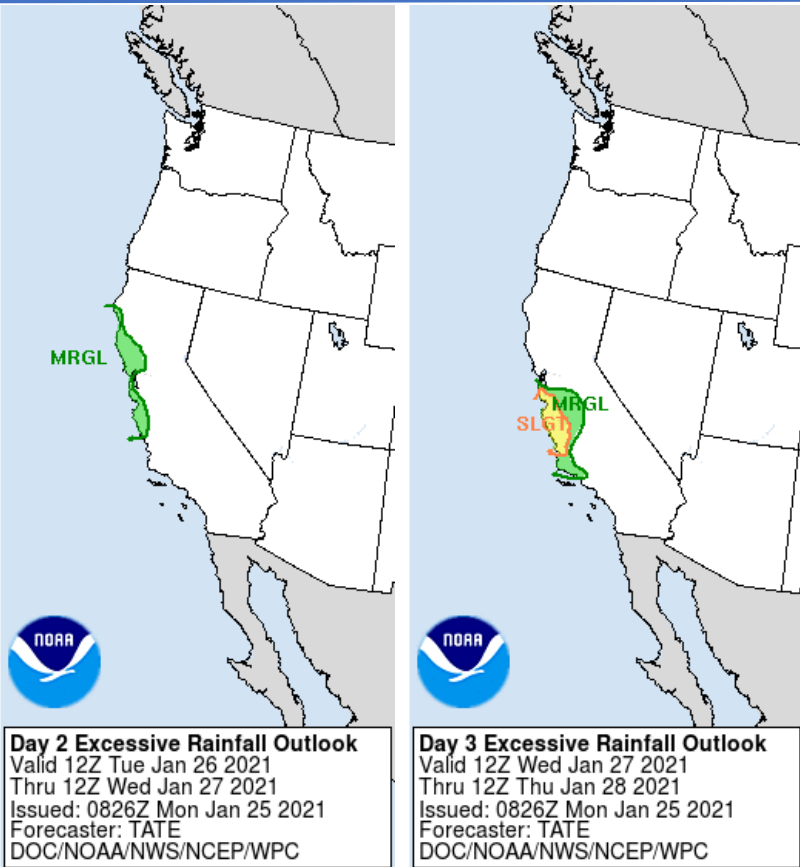 MRGL
NOAA
Day 2 Excessive Rainfall Outlook
Valid 12Z Tue Jan 26 2021
Thru 12Z Wed Jan 27 2021
Issued: 0826Z Mon Jan 25 2021
Forecaster: TATE
DOC/NOAA/NWS/NCEP/WPC
MRGL
SLGT
NOAA
Day 3 Excessive Rainfall Outlook
Valid 12Z Wed Jan 27 2021
Thru 12Z Thu Jan 28 2021
Issued: 0826Z Mon Jan 25 2021
Forecaster: TATE
DOC/NOAA/NWS/NCEP/WPC